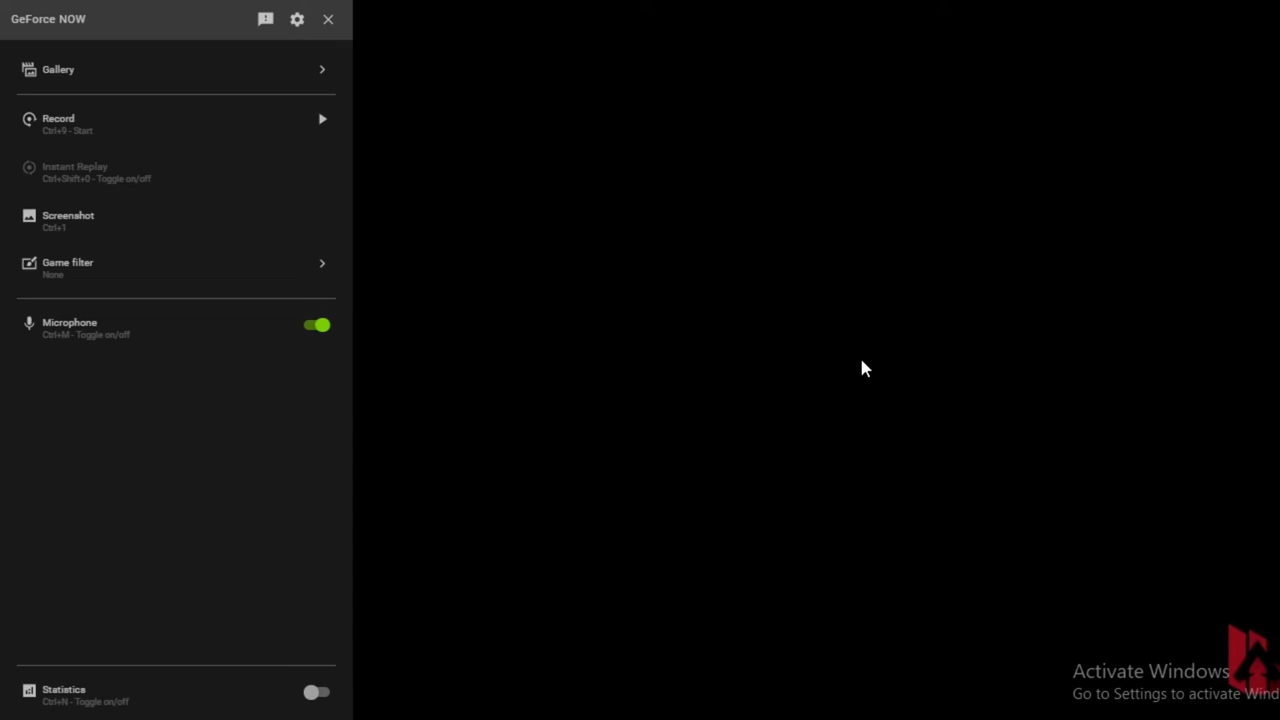 GeForce NOW
Gallery
Record
Ctrl+9 - Start
Instant Replay
Ctrl+Shift+0 - Toggle on/off
Screenshot
Ctrl+1
Game filter
None
Microphone
Ctrl+M - Toggle on/off
Statistics
Ctrl+N - Toggle on/off
Activate Windows
Go to Settings to activate Wind